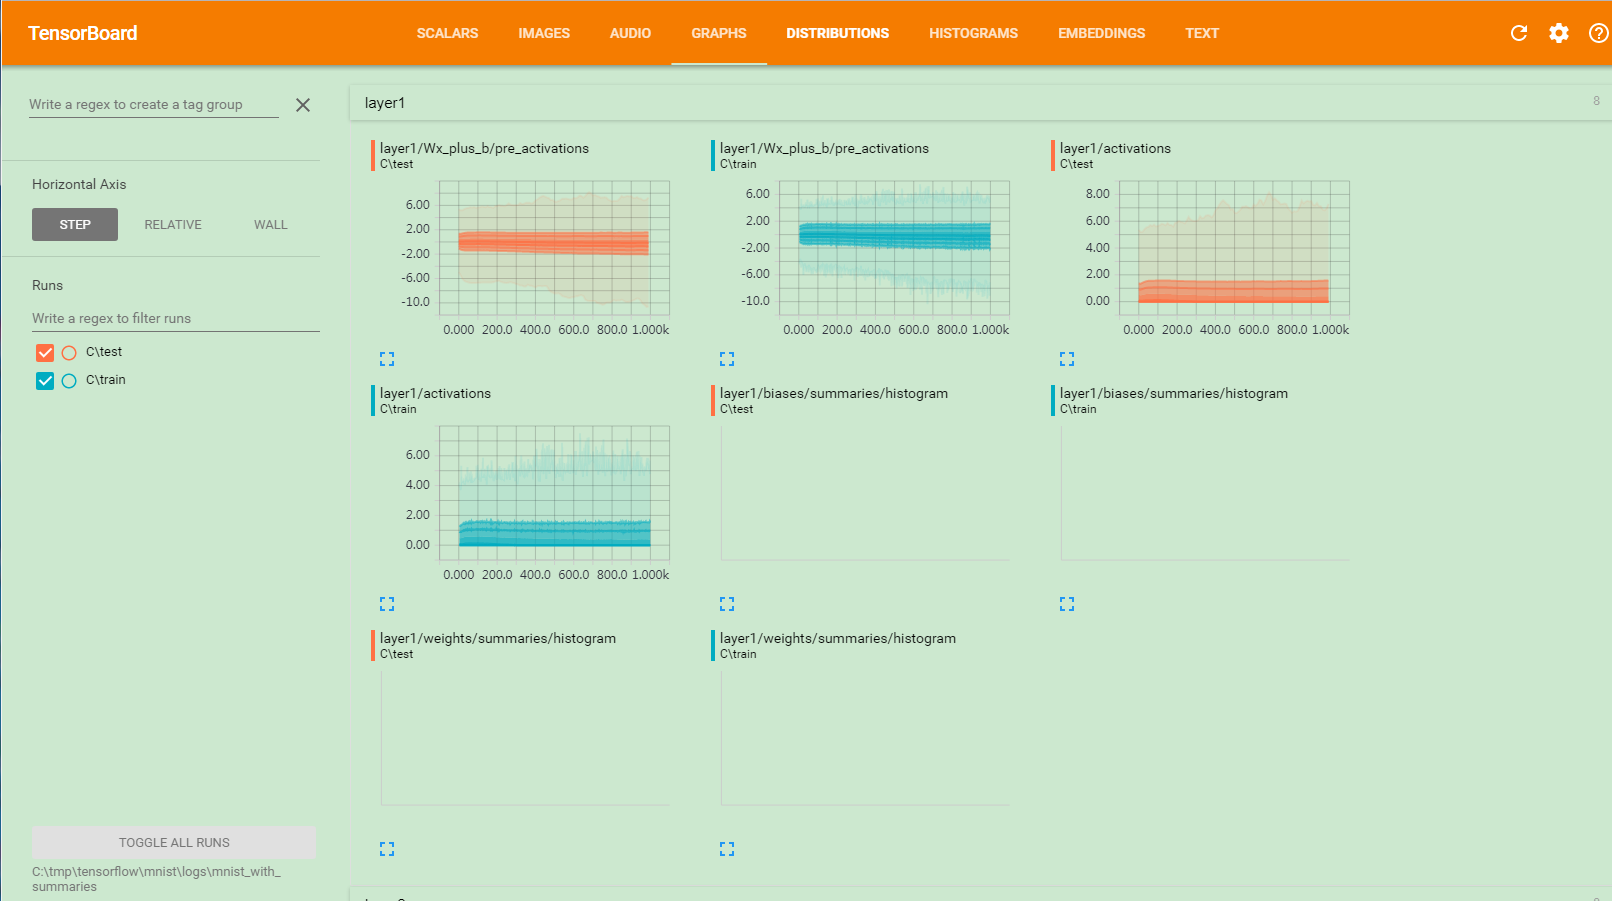 TensorBoard
SCALARS IMAGES AUDIO GRAPHS DISTRIBUTIONS HISTOGRAMS EMBEDDINGS TEXT
Write a regex to create a tag group
Horizontal Axis
STEP RELATIVE WALL
Runs
Write a regex to filter runs
C\test
C\train
TOGGLE ALL RUNS
C:\tmp\tensorflow\mnist\logs\mnist_with_
summaries
layer1 8
layer1/Wx_plus_b/pre_activations
C\test
6.00
2.00
-2.00
-6.00
-10.0
0.000 200.0 400.0 600.0 800.0 1.000k
layer1/Wx_plus_b/pre_activations
C\train
6.00
2.00
-2.00
-6.00
-10.0
0.000 200.0 400.0 600.0 800.0 1.000k
layer1/activations
C\test
8.00
6.00
4.00
2.00
0.00
0.000 200.0 400.0 600.0 800.0 1.000k
layer1/activations
C\train
6.00
4.00
2.00
0.00
0.000 200.0 400.0 600.0 800.0 1.000k
layer1/biases/summaries/histogram
C\test
layer1/biases/summaries/histogram
C\train
layer1/weights/summaries/histogram
C\test
layer1/weights/summaries/histogram
C\train